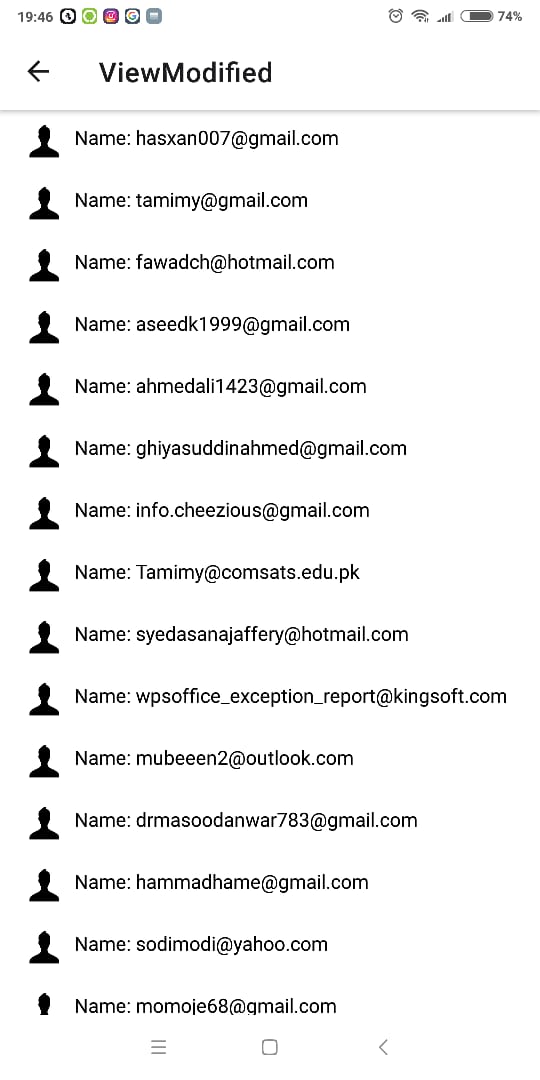 19:46
74%
ViewModified
Name: hasxan007@gmail.com
Name: tamimy@gmail.com
Name: fawadch@hotmail.com
Name: aseedk1999@gmail.com
Name: ahmedali1423@gmail.com
Name: ghiyasuddinahmed@gmail.com
Name: info.cheezious@gmail.com
Name: Tamimy@comsats.edu.pk
Name: syedasanajaffery@hotmail.com
Name: wpsoffice_exception_report@kingsoft.com
Name: mubeeen2@outlook.com
Name: drmasoodanwar783@gmail.com
Name: hammadhame@gmail.com
Name: sodimodi@yahoo.com
Name: momoje68@gmail.com